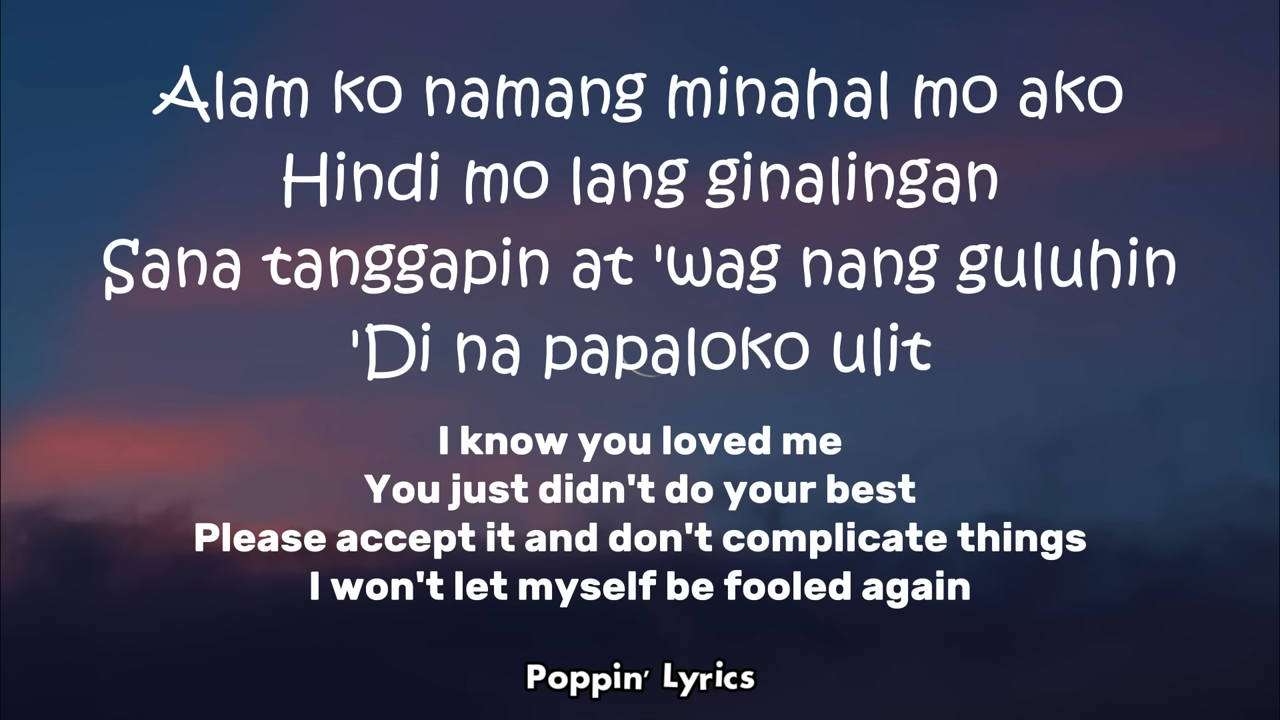 Alam ko namang minahal mo ako
Hindi mo lang ginalingan
Sana tanggapin at 'wag nang guluhin
'Di na papaloko ulit
I know you loved me
You just didn't do your best
Please accept it and don't complicate things
I won't let myself be fooled again
Poppin' Lyrics